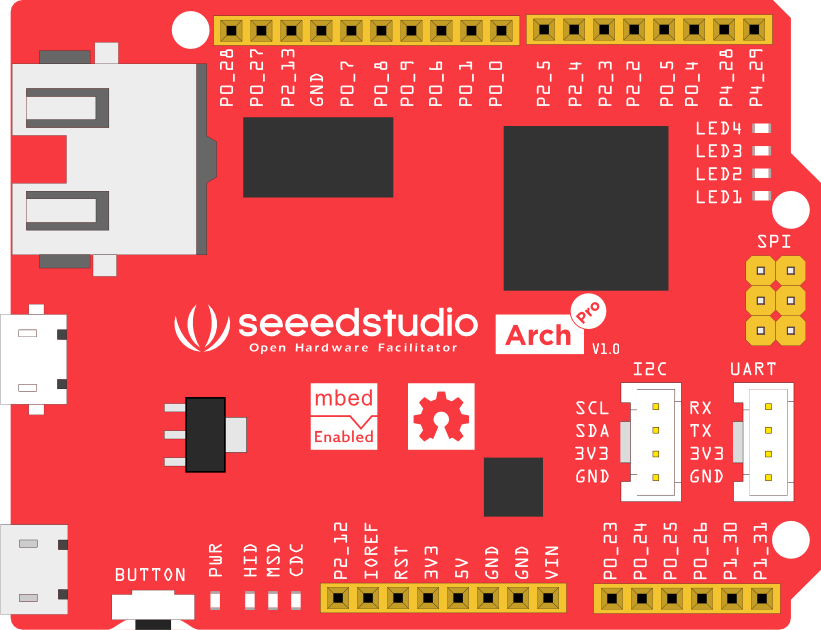 P0_28
P0_27
P2_13
GND
P0_7
P0_8
P0_9
P0_6
P0_1
P0_0
P2_5
P2_4
P2_3
P2_2
P0_5
P0_4
P4_28
P4_29
LED4
LED3
LED2
LED1
SPI
seeedstudio
Open Hardware Facilitator
Arch Pro
V1.0
I2C
UART
mbed
Enabled
SCL
SDA
3V3
GND
RX
TX
3V3
GND
BUTTON
PWR
HID
MSD
CDC
P2_12
IOREF
RST
3V3
5V
GND
GND
VIN
P0_23
P0_24
P0_25
P0_26
P1_30
P1_31